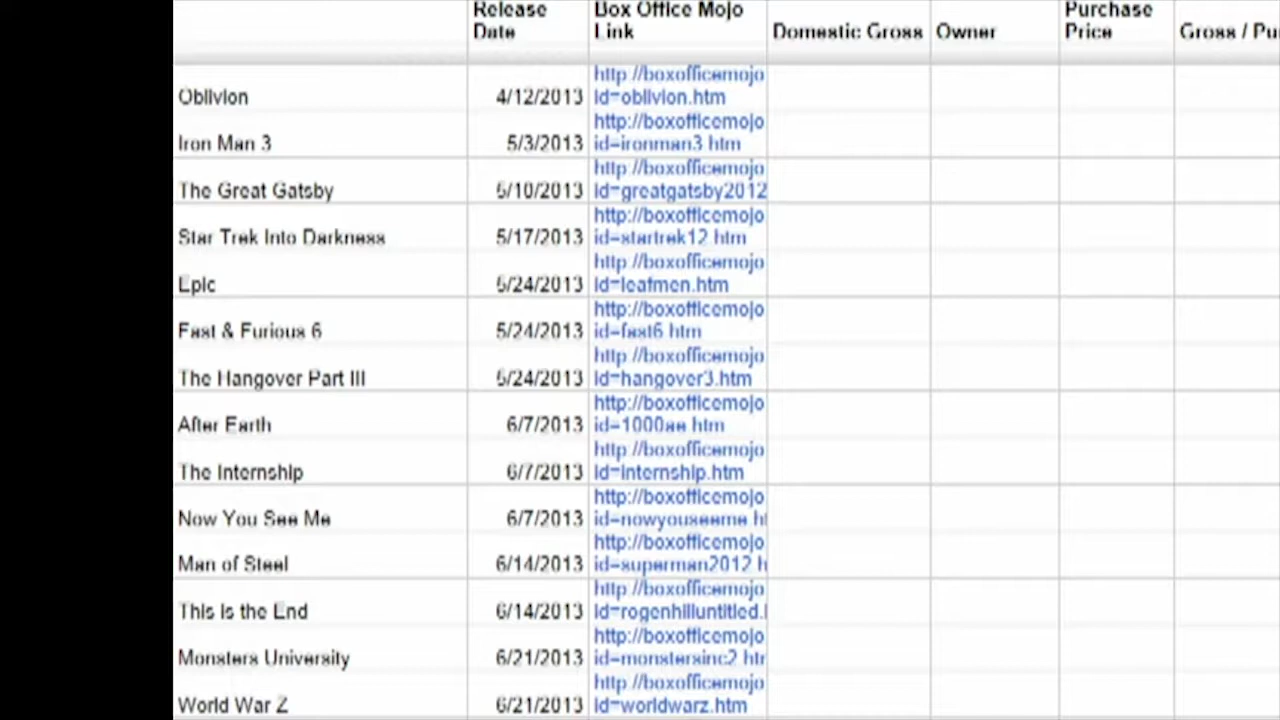 Release Date
Box Office Mojo Link
Domestic Gross
Owner
Purchase Price
Gross / Pu
Oblivion 4/12/2013 http://boxofficemojo
id=oblivion.htm
Iron Man 3 5/3/2013 http://boxofficemojo
id=ironman3.htm
The Great Gatsby 5/10/2013 http://boxofficemojo
id=greatgatsby2012
Star Trek Into Darkness 5/17/2013 http://boxofficemojo
id=startrek12.htm
Epic 5/24/2013 http://boxofficemojo
id=leafmen.htm
Fast & Furious 6 5/24/2013 http://boxofficemojo
id=fast6.htm
The Hangover Part III 5/24/2013 http://boxofficemojo
id=hangover3.htm
After Earth 6/7/2013 http://boxofficemojo
id=1000ae.htm
The Internship 6/7/2013 http://boxofficemojo
id=internship.htm
Now You See Me 6/7/2013 http://boxofficemojo
id=nowyouseeme.ht
Man of Steel 6/14/2013 http://boxofficemojo
id=superman2012.h
This is the End 6/14/2013 http://boxofficemojo
id=rogenhilluntitled.
Monsters University 6/21/2013 http://boxofficemojo
id=monstersinc2.htm
World War Z 6/21/2013 http://boxofficemojo
id=worldwarz.htm